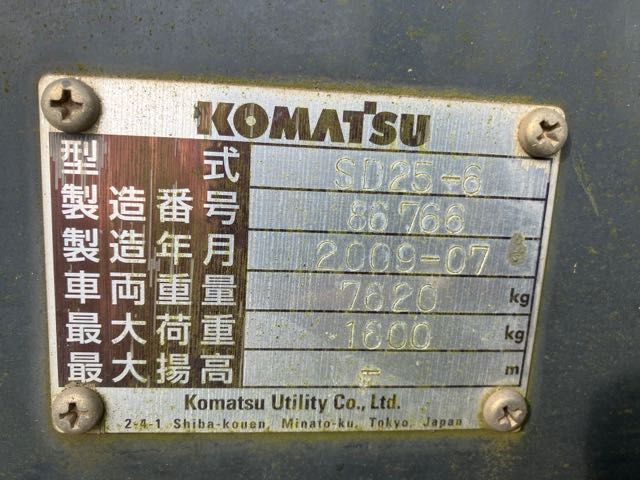 KOMATSU
型式 SD25-6
製造番号 86766
製造年月 2009-07
車両重量 7620 kg
最大荷重 1600 kg
最大揚高 - m
Komatsu Utility Co., Ltd.
2-4-1 Shiba-kouen, Minato-ku, Tokyo, Japan